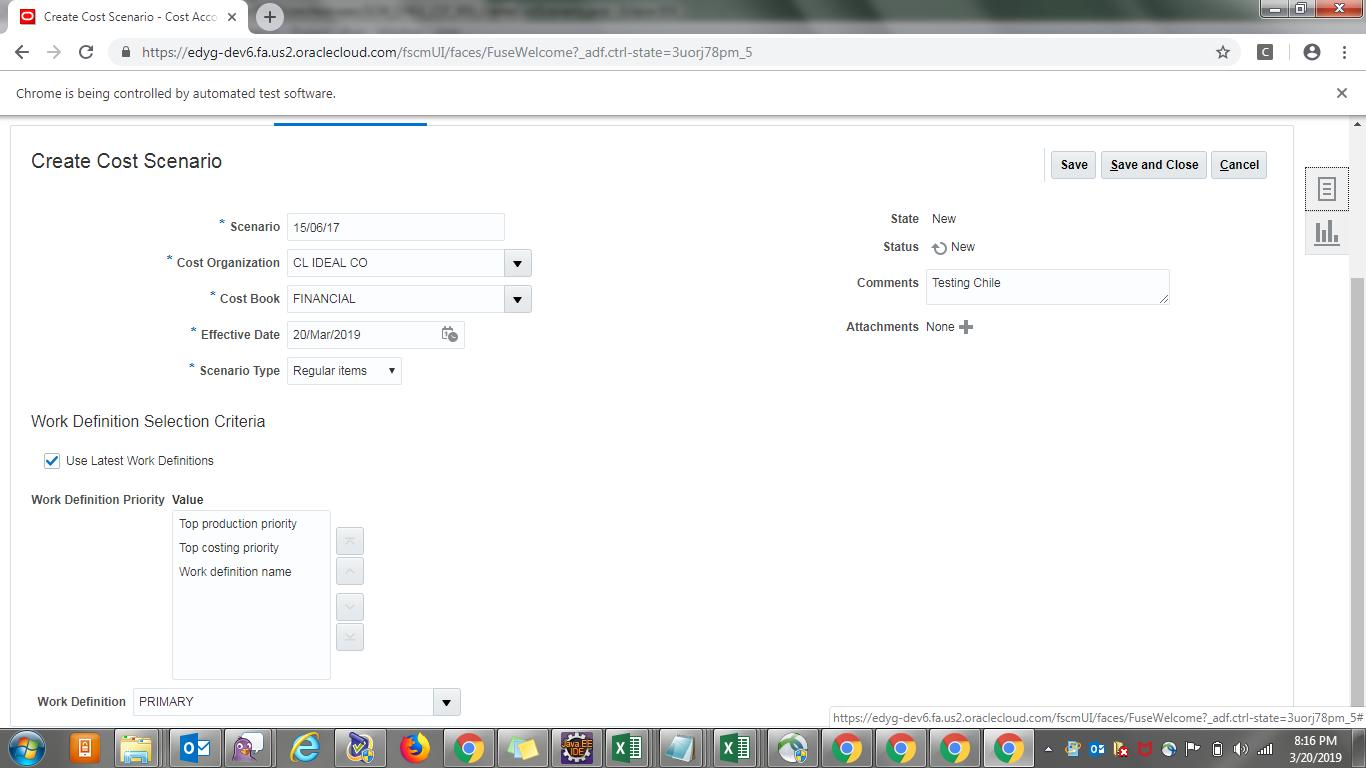 Create Cost Scenario - Cost Acco
https://edyg-dev6.fa.us2.oraclecloud.com/fscmUI/faces/FuseWelcome?_adf.ctrl-state=3uorj78pm_5
C
Chrome is being controlled by automated test software.
Create Cost Scenario
Save
Save and Close
Cancel
* Scenario 15/06/17
* Cost Organization CL IDEAL CO
* Cost Book FINANCIAL
* Effective Date 20/Mar/2019
* Scenario Type Regular items
State New
Status New
Comments Testing Chile
Attachments None
Work Definition Selection Criteria
Use Latest Work Definitions
Work Definition Priority Value
Top production priority
Top costing priority
Work definition name
Work Definition PRIMARY
https://edyg-dev6.fa.us2.oraclecloud.com/fscmUI/faces/FuseWelcome?_adf.ctrl-state=3uorj78pm_5#
Java EE
IDE
8:16 PM
3/20/2019